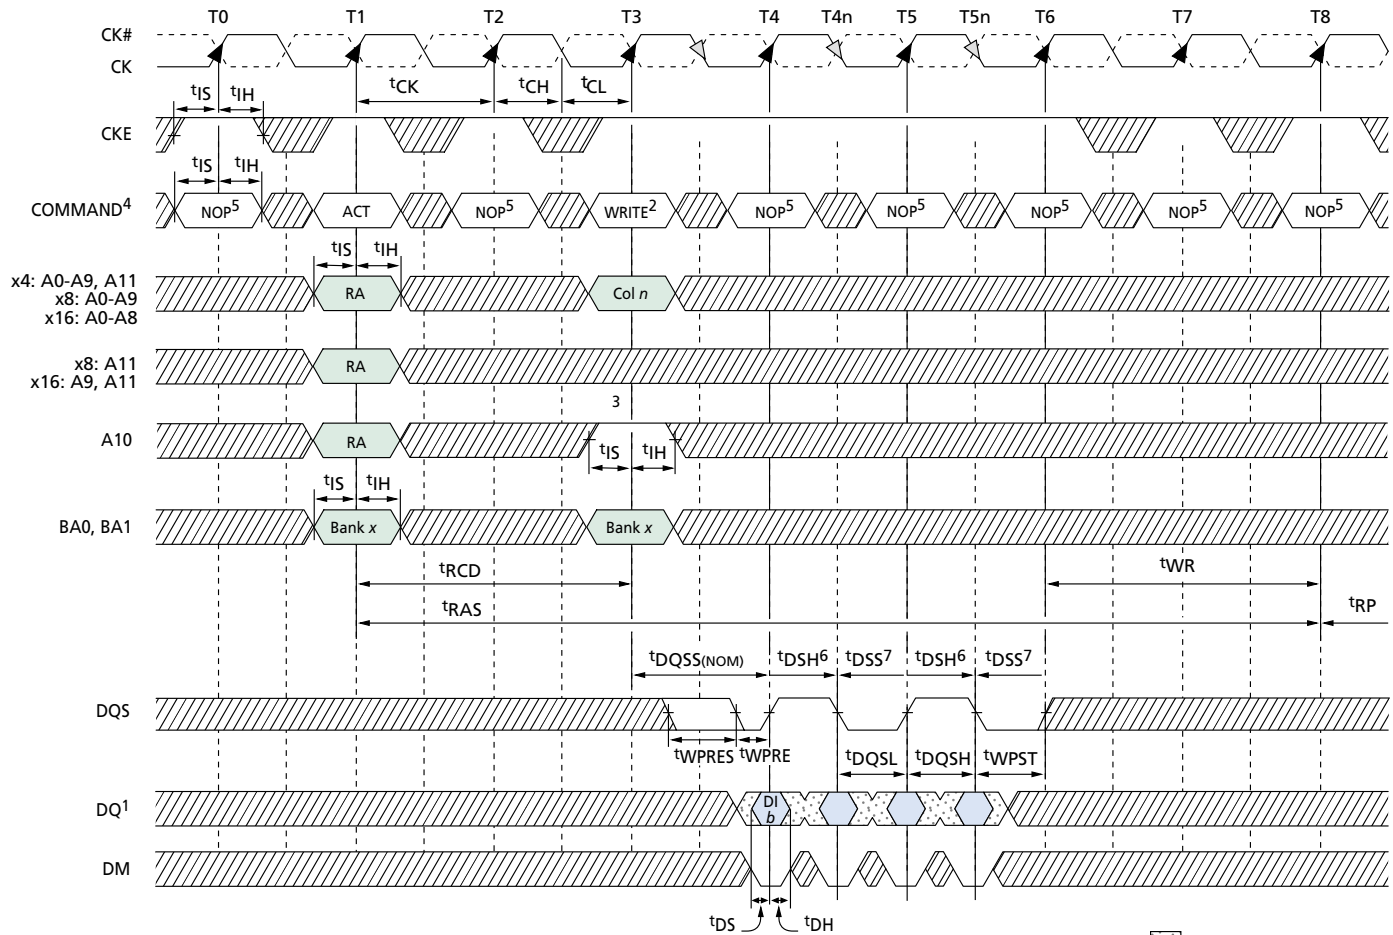 T0 T1 T2 T3 T4 T4n T5 T5n T6 T7 T8
CK#
CK
tIS tIH tCK tCH tCL
CKE
tIS tIH
COMMAND4 NOP5 ACT NOP5 WRITE2 NOP5 NOP5 NOP5 NOP5 NOP5
tIS tIH
x4: A0-A9, A11
x8: A0-A9
x16: A0-A8
RA Col n
x8: A11
x16: A9, A11
RA
3
A10 RA
tIS tIH
tIS tIH
BA0, BA1 Bank x Bank x
tRCD tWR
tRAS tRP
tDQSS(NOM) tDSH6 tDSS7 tDSH6 tDSS7
DQS
tWPRES tWPRE tDQSL tDQSH tWPST
DQ1 DI
b
DM
tDS tDH